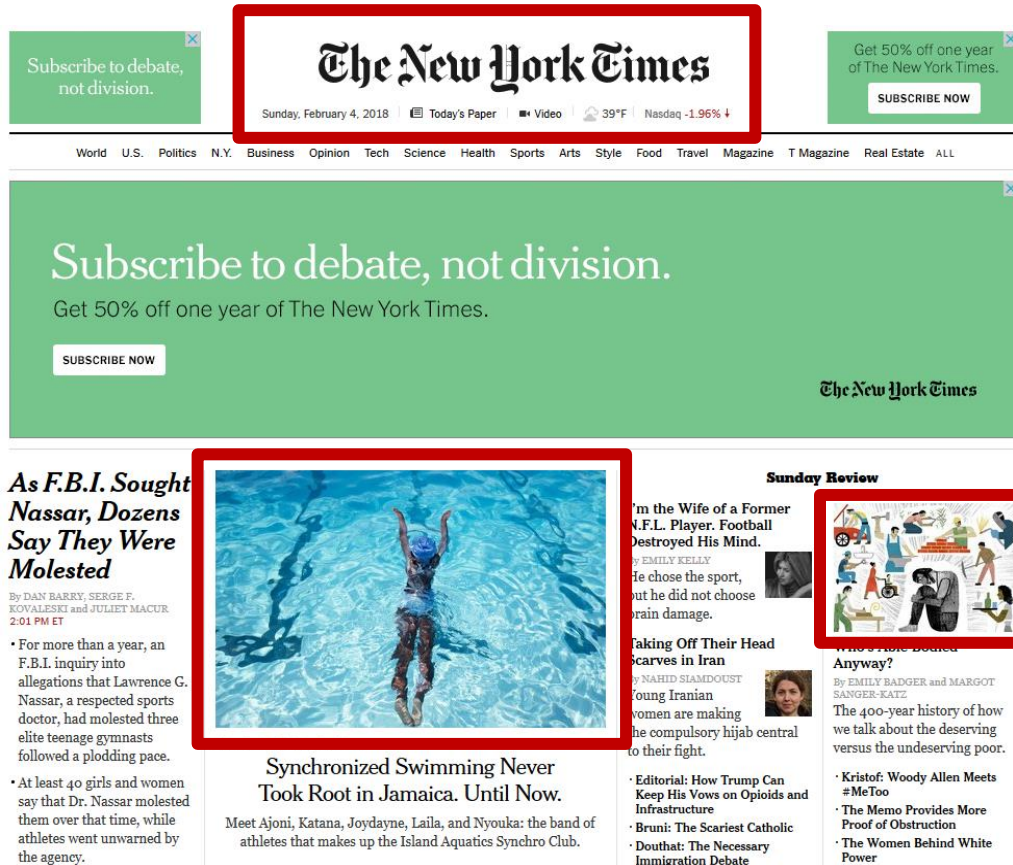 Subscribe to debate,
not division.
The New York Times
Sunday, February 4, 2018
Today's Paper
Video
39°F
Nasdaq -1.96% ↓
Get 50% off one year
of The New York Times.
SUBSCRIBE NOW
World U.S. Politics N.Y. Business Opinion Tech Science Health Sports Arts Style Food Travel Magazine T Magazine Real Estate ALL
Subscribe to debate, not division.
Get 50% off one year of The New York Times.
SUBSCRIBE NOW
The New York Times
As F.B.I. Sought
Nassar, Dozens
Say They Were
Molested
By DAN BARRY, SERGE F.
KOVALESKI and JULIET MACUR
2:01 PM ET
• For more than a year, an
F.B.I. inquiry into
allegations that Lawrence G.
Nassar, a respected sports
doctor, had molested three
elite teenage gymnasts
followed a plodding pace.
• At least 40 girls and women
say that Dr. Nassar molested
them over that time, while
athletes went unwarned by
the agency.
Synchronized Swimming Never
Took Root in Jamaica. Until Now.
Meet Ajoni, Katana, Joydayne, Laila, and Nyouka: the band of
athletes that makes up the Island Aquatics Synchro Club.
Sunday Review
I'm the Wife of a Former
N.F.L. Player. Football
Destroyed His Mind.
By EMILY KELLY
He chose the sport,
but he did not choose
brain damage.
Taking Off Their Head
Scarves in Iran
By NAHID SIAMDOUST
Young Iranian
women are making
the compulsory hijab central
to their fight.
· Editorial: How Trump Can
Keep His Vows on Opioids and
Infrastructure
· Bruni: The Scariest Catholic
· Douthat: The Necessary
Immigration Debate
Who's Able-Bodied
Anyway?
By EMILY BADGER and MARGOT
SANGER-KATZ
The 400-year history of how
we talk about the deserving
versus the undeserving poor.
· Kristof: Woody Allen Meets
#MeToo
· The Memo Provides More
Proof of Obstruction
· The Women Behind White
Power